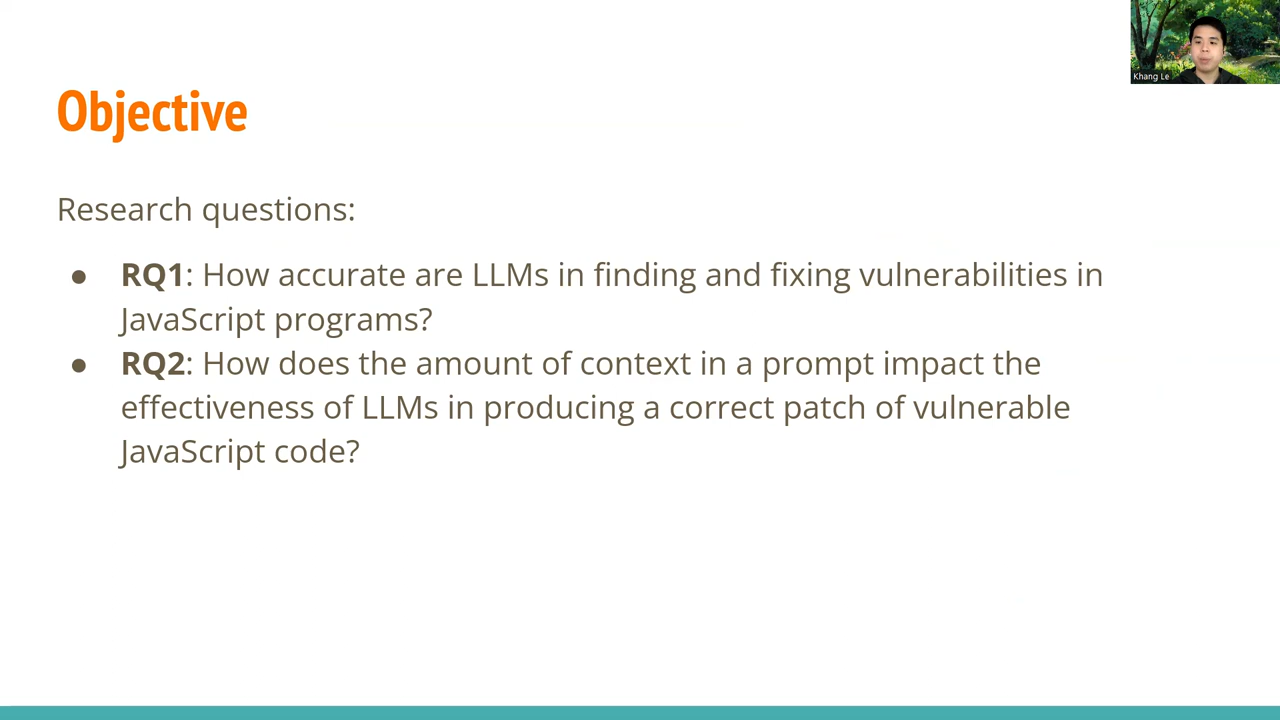 Khang Le
Objective
Research questions:
● RQ1: How accurate are LLMs in finding and fixing vulnerabilities in
JavaScript programs?
● RQ2: How does the amount of context in a prompt impact the
effectiveness of LLMs in producing a correct patch of vulnerable
JavaScript code?